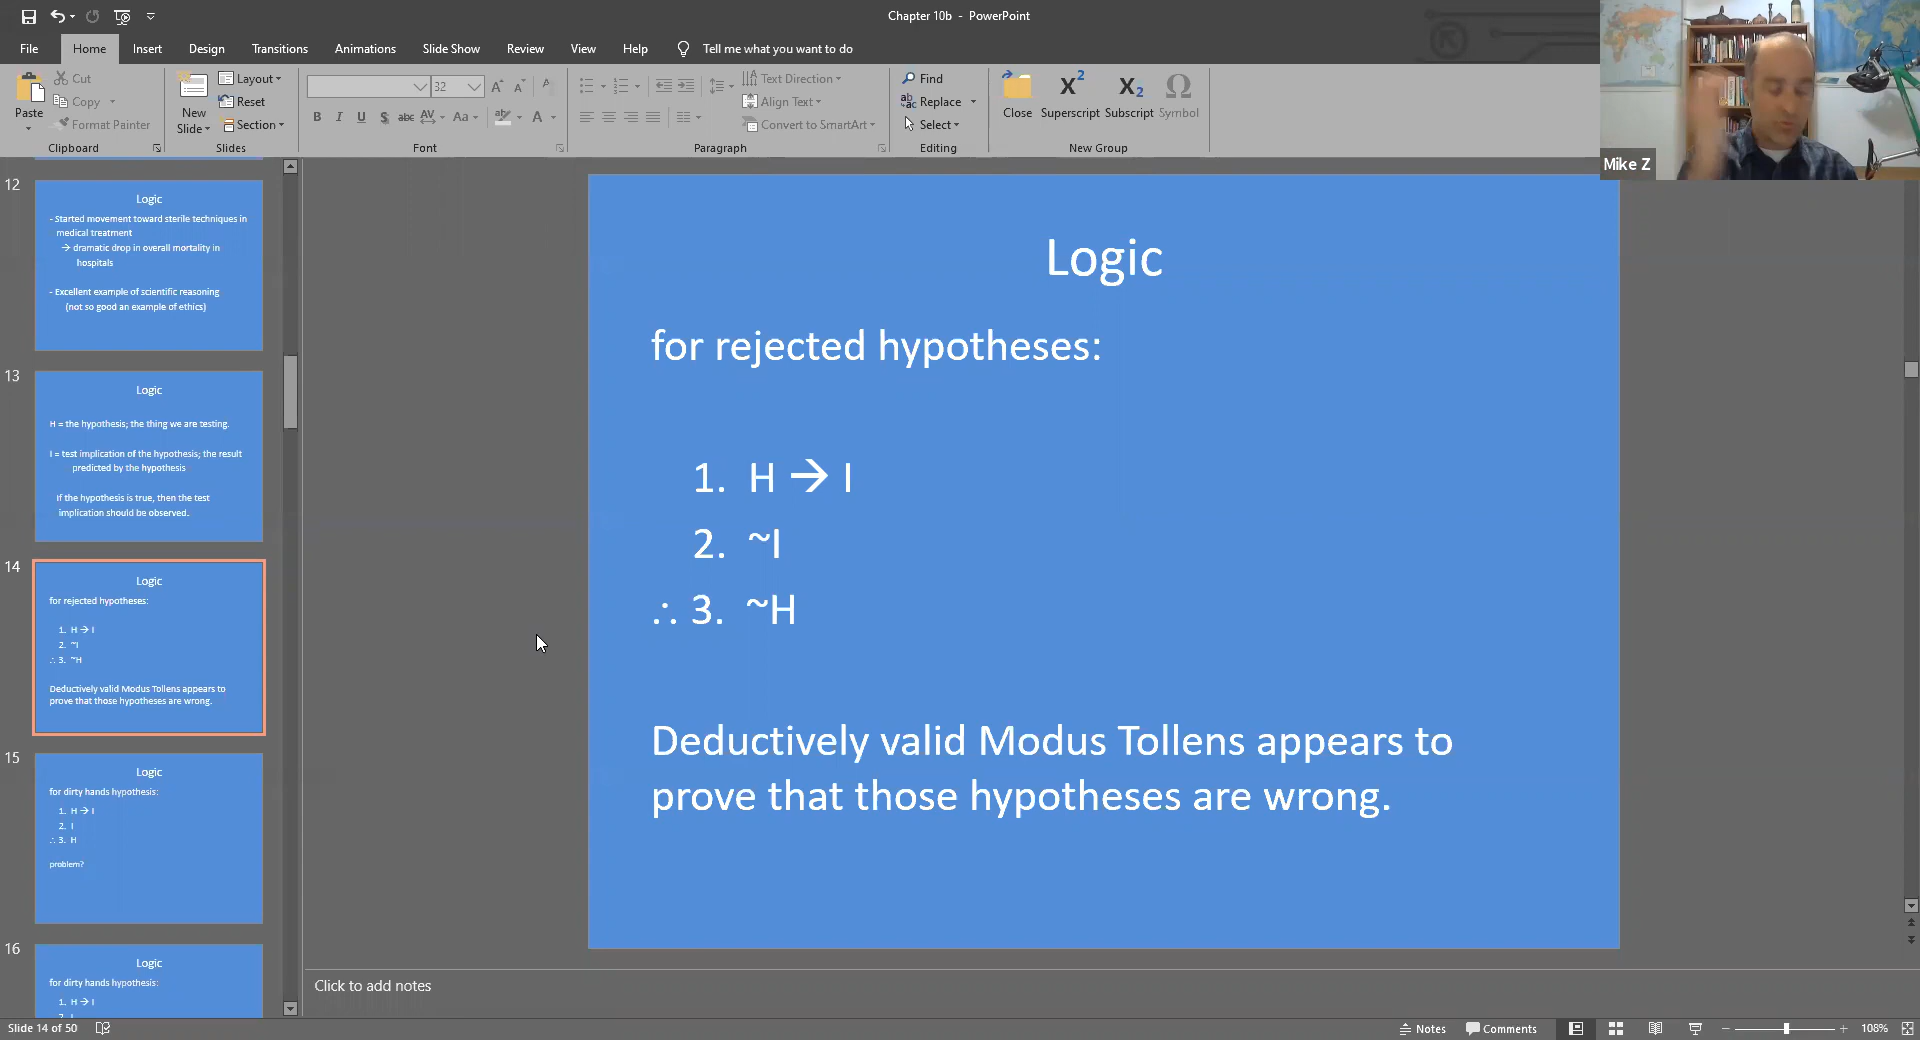 Chapter 10b - PowerPoint
File Home Insert Design Transitions Animations Slide Show Review View Help Tell me what you want to do
Cut
Copy
Format Painter
Paste
Clipboard
New Slide
Layout
Reset
Section
Slides
32
B I U S abc AV Aa A
Font
Text Direction
Align Text
Convert to SmartArt
Paragraph
Find
Replace
Select
Editing
Close Superscript Subscript Symbol
New Group
Mike Z
12
Logic
- Started movement toward sterile techniques in
medical treatment
→ dramatic drop in overall mortality in
hospitals
- Excellent example of scientific reasoning
(not so good an example of ethics)
13
Logic
H = the hypothesis; the thing we are testing.
I = test implication of the hypothesis; the result
predicted by the hypothesis
If the hypothesis is true, then the test
implication should be observed.
14
Logic
for rejected hypotheses:
1. H → I
2. ~I
∴ 3. ~H
Deductively valid Modus Tollens appears to
prove that those hypotheses are wrong.
15
Logic
for dirty hands hypothesis:
1. H → I
2. I
∴ 3. H
problem?
16
Logic
for dirty hands hypothesis:
1. H → I
Logic
for rejected hypotheses:
1. H → I
2. ~I
∴ 3. ~H
Deductively valid Modus Tollens appears to
prove that those hypotheses are wrong.
Click to add notes
Slide 14 of 50
Notes Comments 108%